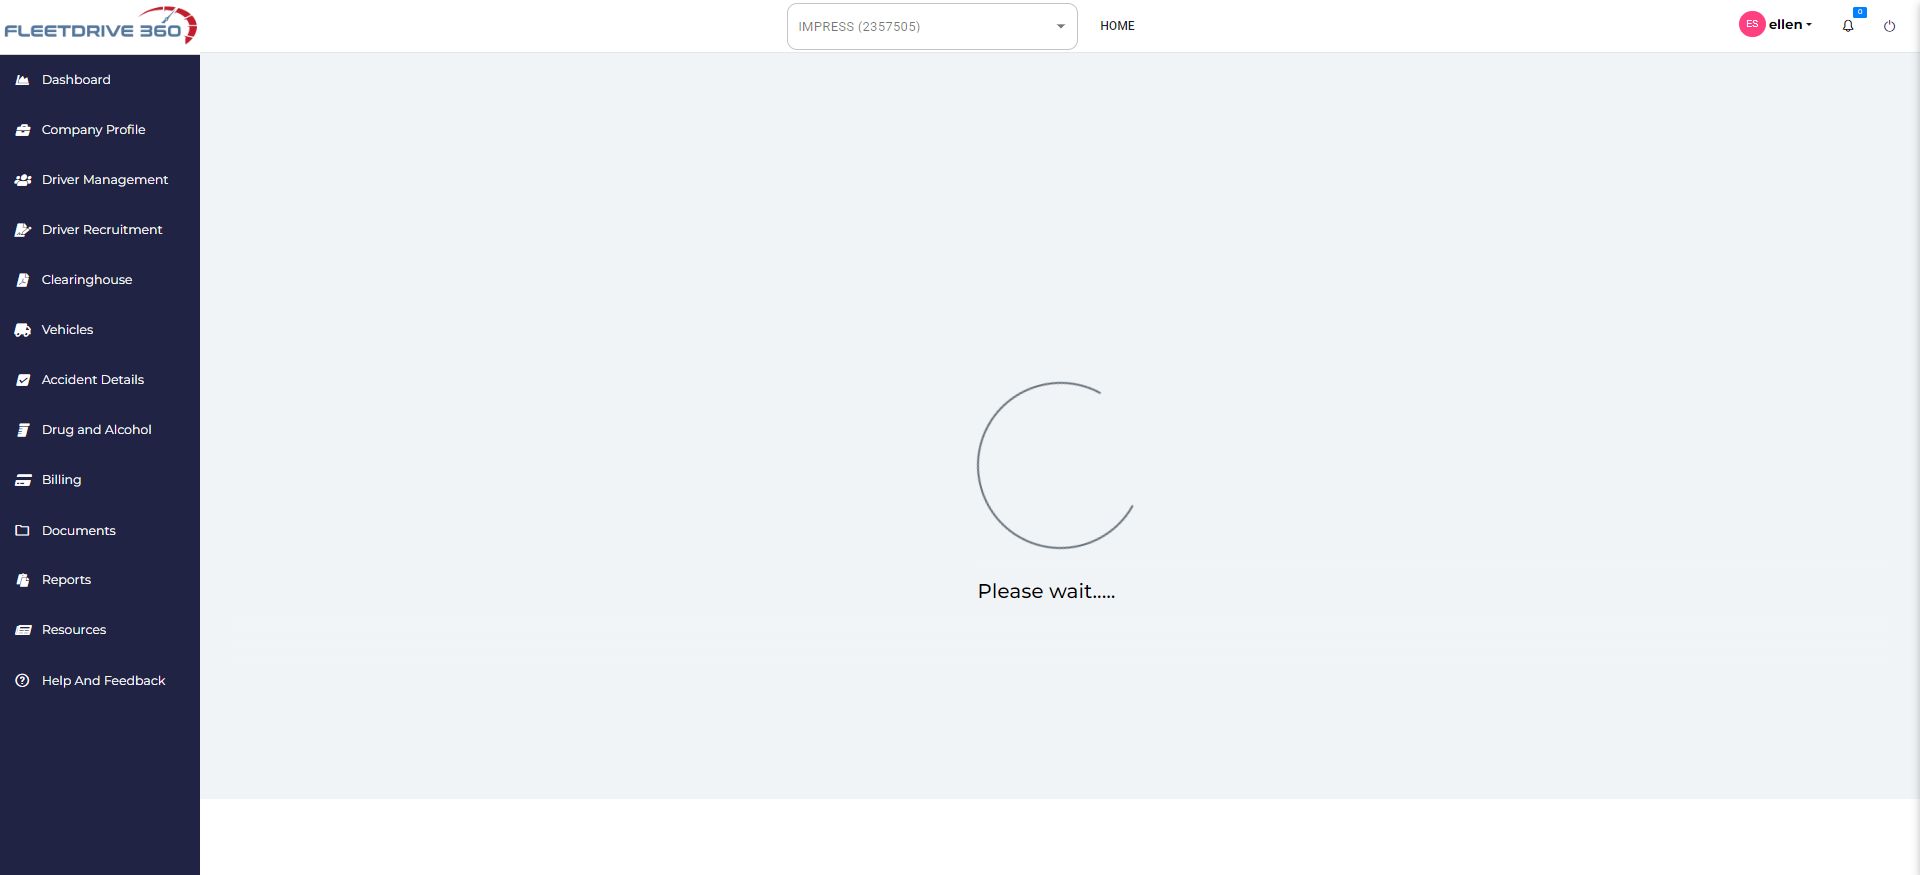 FLEETDRIVE 360
IMPRESS (2357505)
HOME
ES
ellen
0
Dashboard
Company Profile
Driver Management
Driver Recruitment
Clearinghouse
Vehicles
Accident Details
Drug and Alcohol
Billing
Documents
Reports
Resources
Help And Feedback
Please wait.....